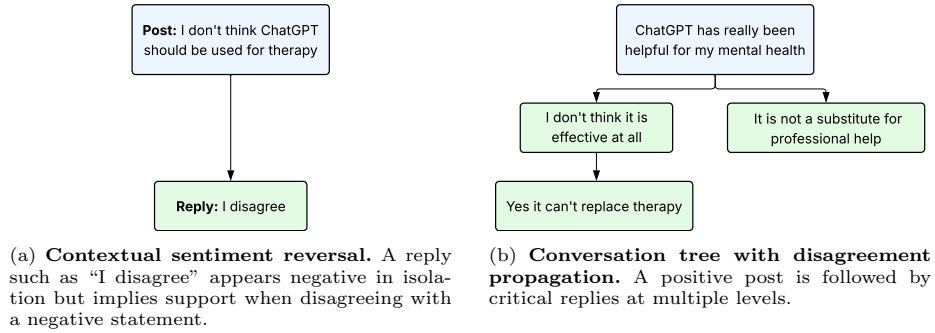 Post: I don't think ChatGPT
should be used for therapy
Reply: I disagree
(a) Contextual sentiment reversal. A reply
such as “I disagree” appears negative in isola-
tion but implies support when disagreeing with
a negative statement.
ChatGPT has really been
helpful for my mental health
I don't think it is
effective at all
It is not a substitute for
professional help
Yes it can't replace therapy
(b) Conversation tree with disagreement
propagation. A positive post is followed by
critical replies at multiple levels.